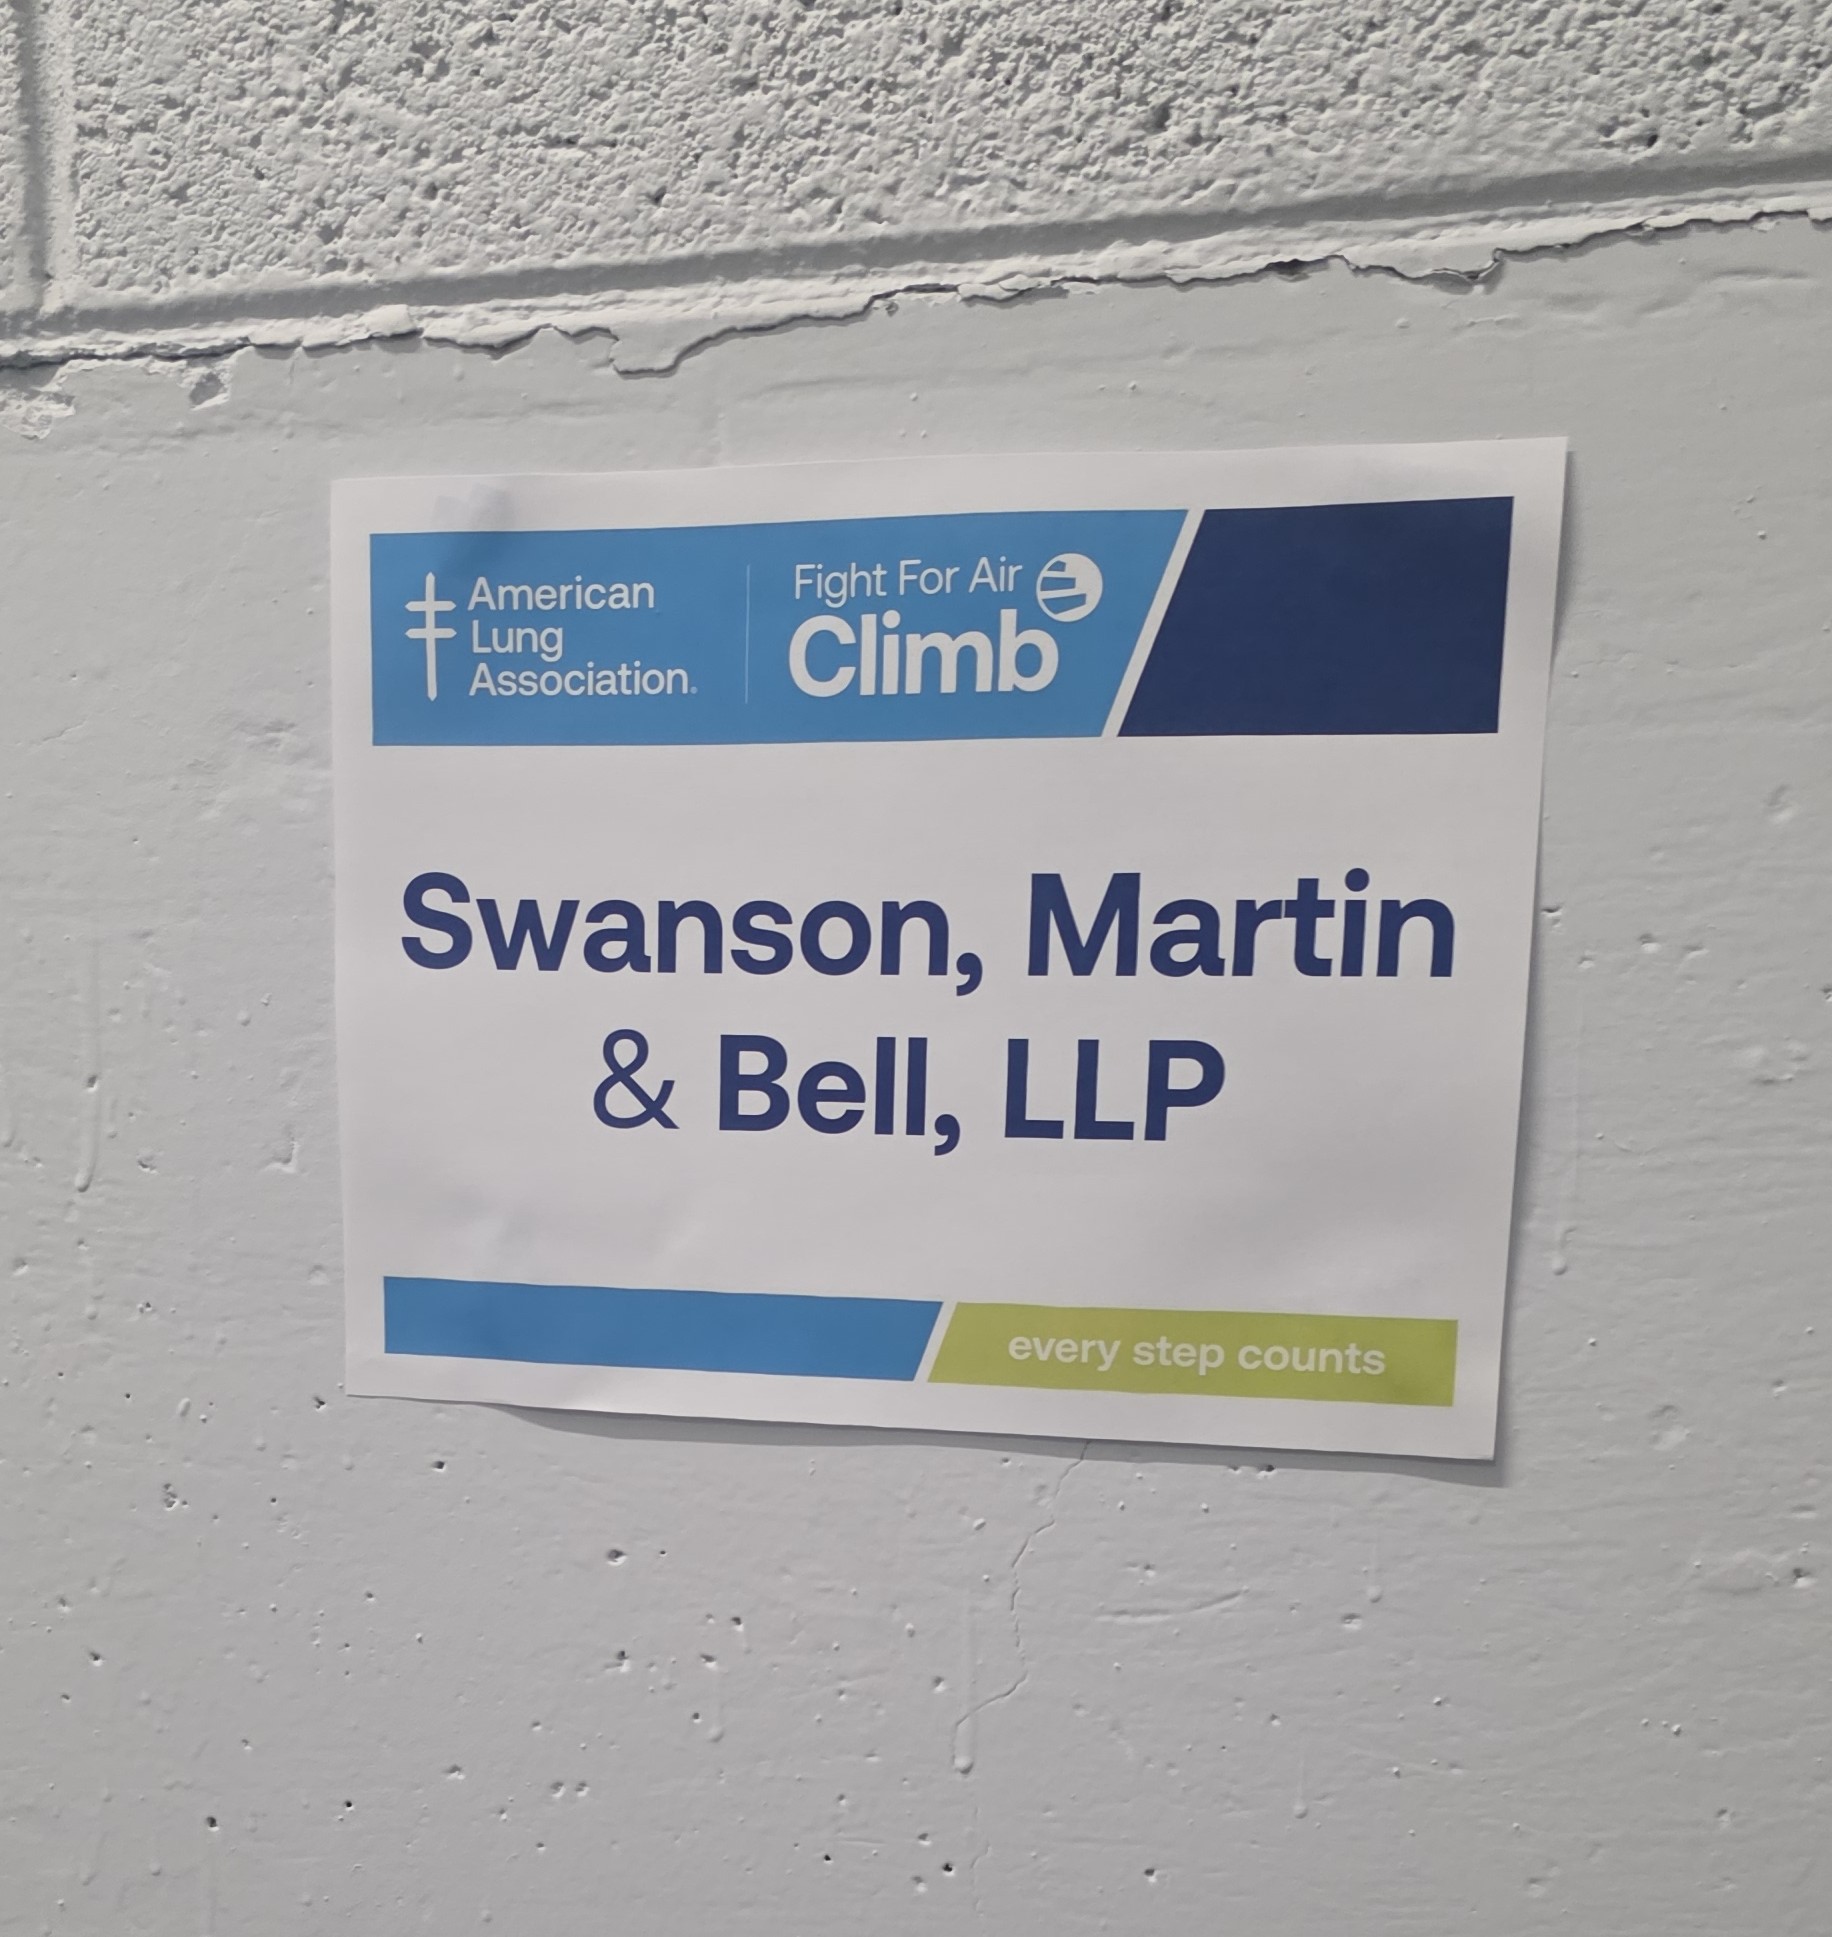 American
Lung
Association.
Fight For Air
Climb
Swanson, Martin
& Bell, LLP
every step counts